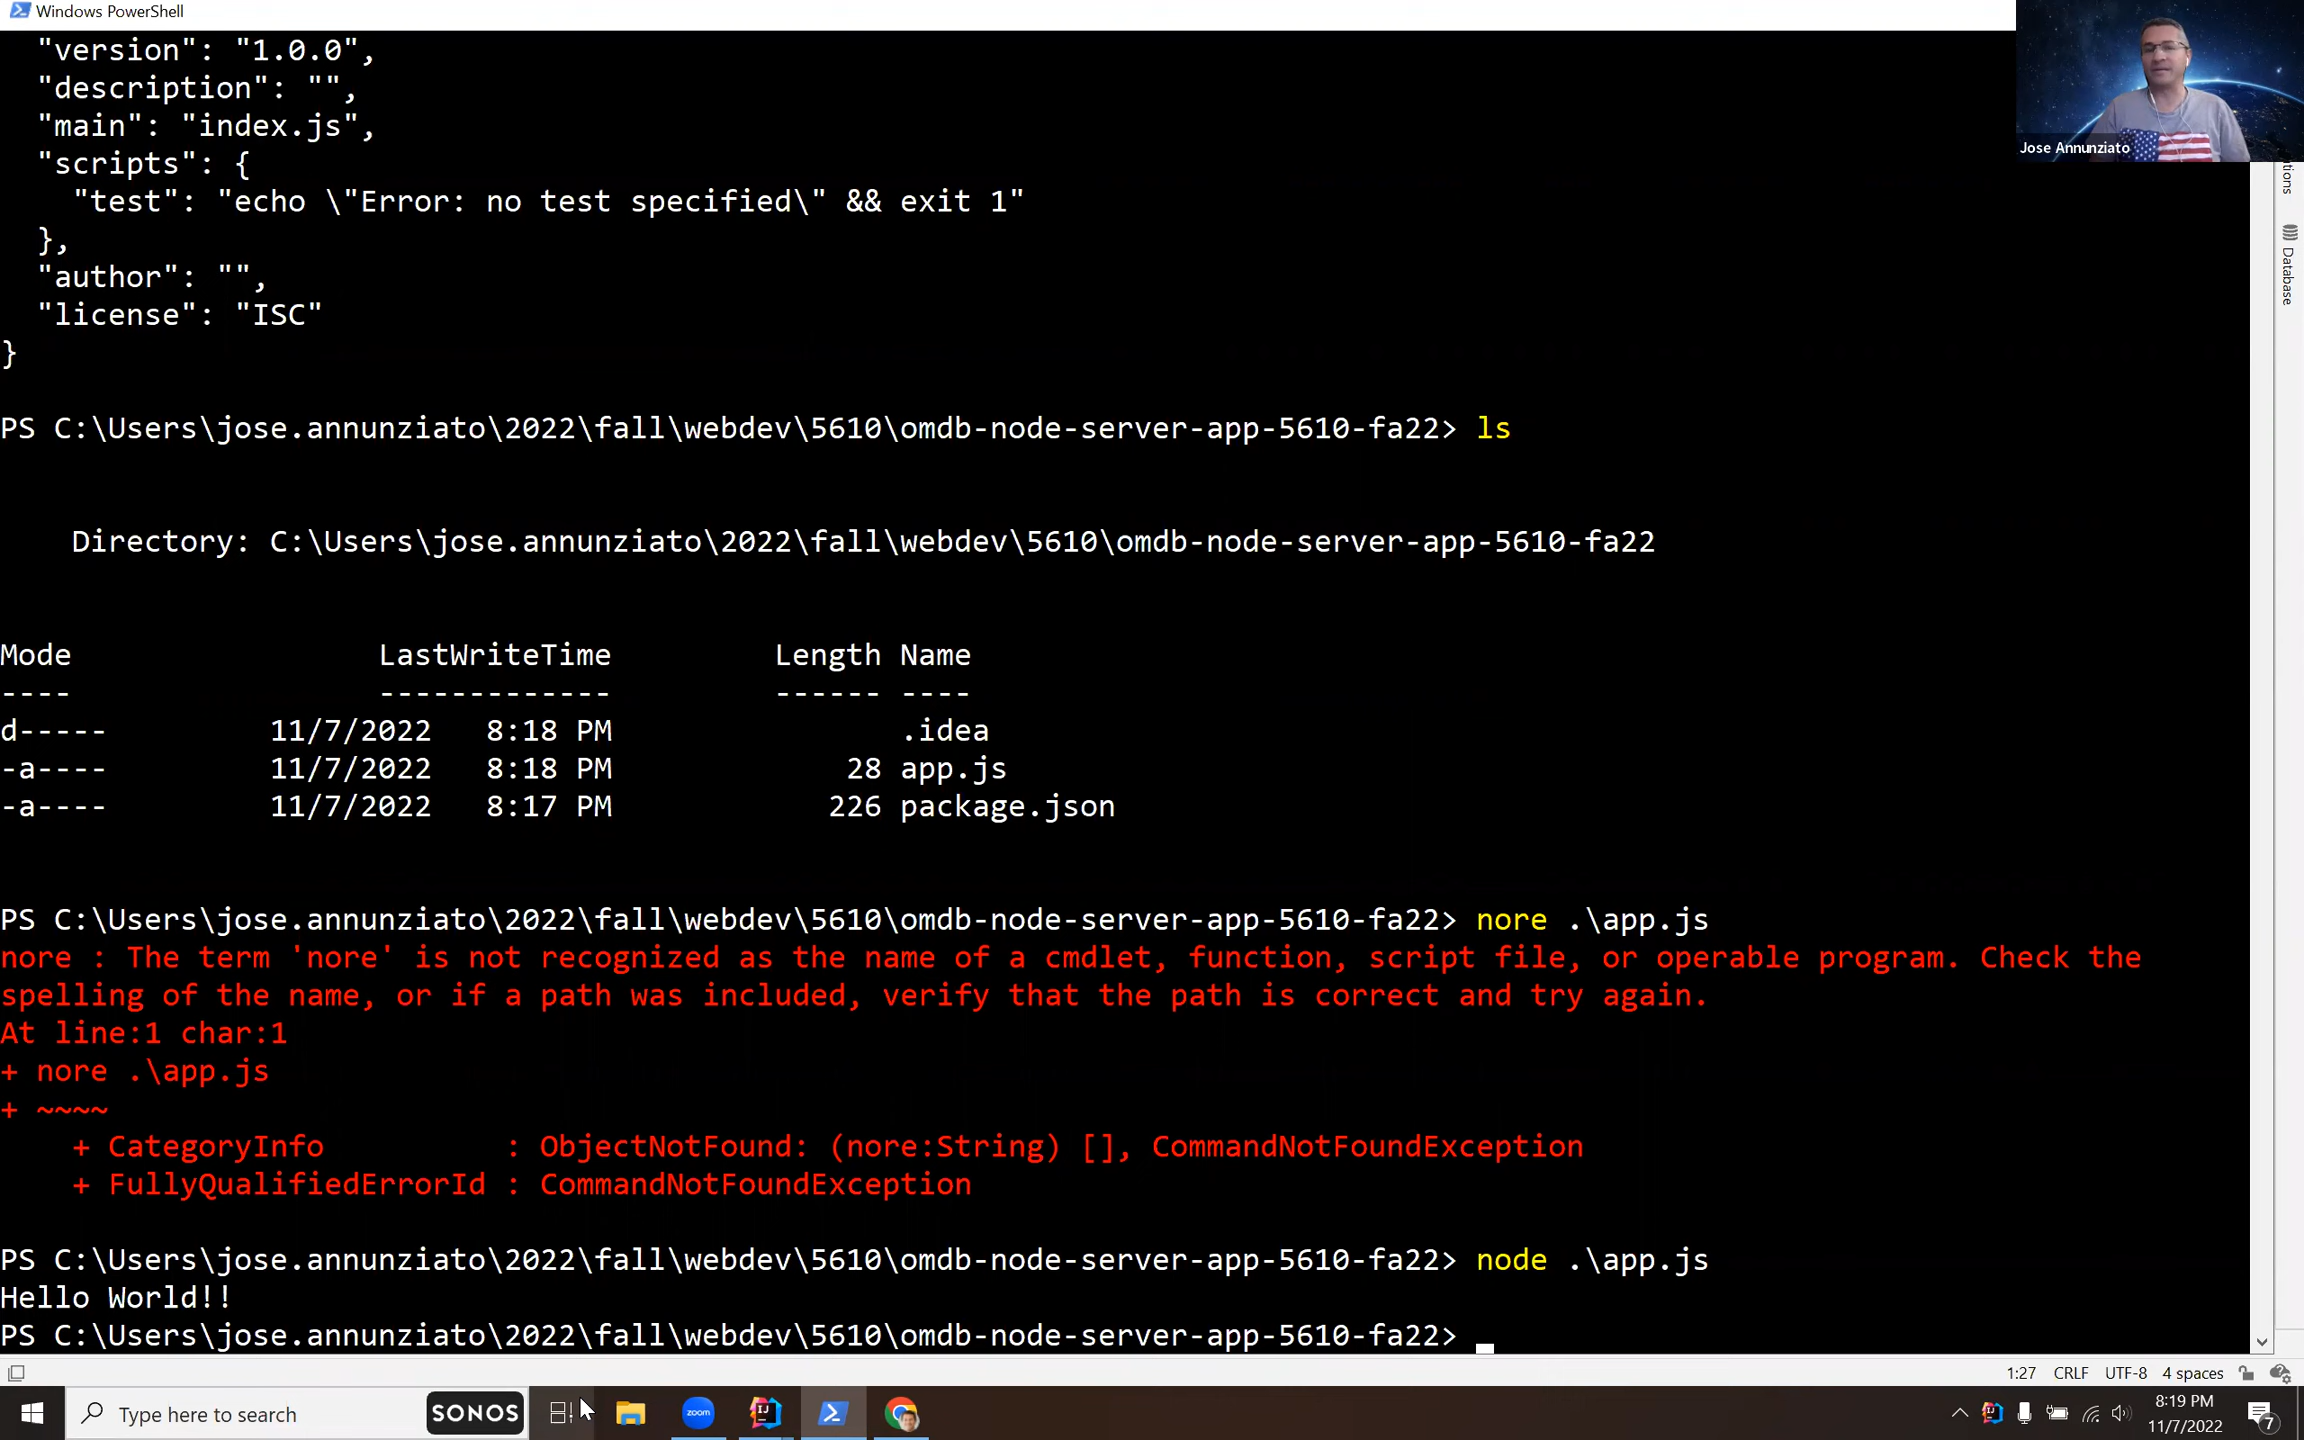 Windows PowerShell
"version": "1.0.0",
"description": "",
"main": "index.js",
"scripts": {
"test": "echo \"Error: no test specified\" && exit 1"
},
"author": "",
"license": "ISC"
}
PS C:\Users\jose.annunziato\2022\fall\webdev\5610\omdb-node-server-app-5610-fa22> ls
Directory: C:\Users\jose.annunziato\2022\fall\webdev\5610\omdb-node-server-app-5610-fa22
Mode LastWriteTime Length Name
---- ------------- ------ ----
d----- 11/7/2022 8:18 PM .idea
-a---- 11/7/2022 8:18 PM 28 app.js
-a---- 11/7/2022 8:17 PM 226 package.json
PS C:\Users\jose.annunziato\2022\fall\webdev\5610\omdb-node-server-app-5610-fa22> nore .\app.js
nore : The term 'nore' is not recognized as the name of a cmdlet, function, script file, or operable program. Check the
spelling of the name, or if a path was included, verify that the path is correct and try again.
At line:1 char:1
+ nore .\app.js
+ ~~~~
+ CategoryInfo : ObjectNotFound: (nore:String) [], CommandNotFoundException
+ FullyQualifiedErrorId : CommandNotFoundException
PS C:\Users\jose.annunziato\2022\fall\webdev\5610\omdb-node-server-app-5610-fa22> node .\app.js
Hello World!!
PS C:\Users\jose.annunziato\2022\fall\webdev\5610\omdb-node-server-app-5610-fa22>
Jose Annunziato
Database
1:27 CRLF UTF-8 4 spaces
Type here to search
SONOS
zoom
IJ
8:19 PM
11/7/2022
7